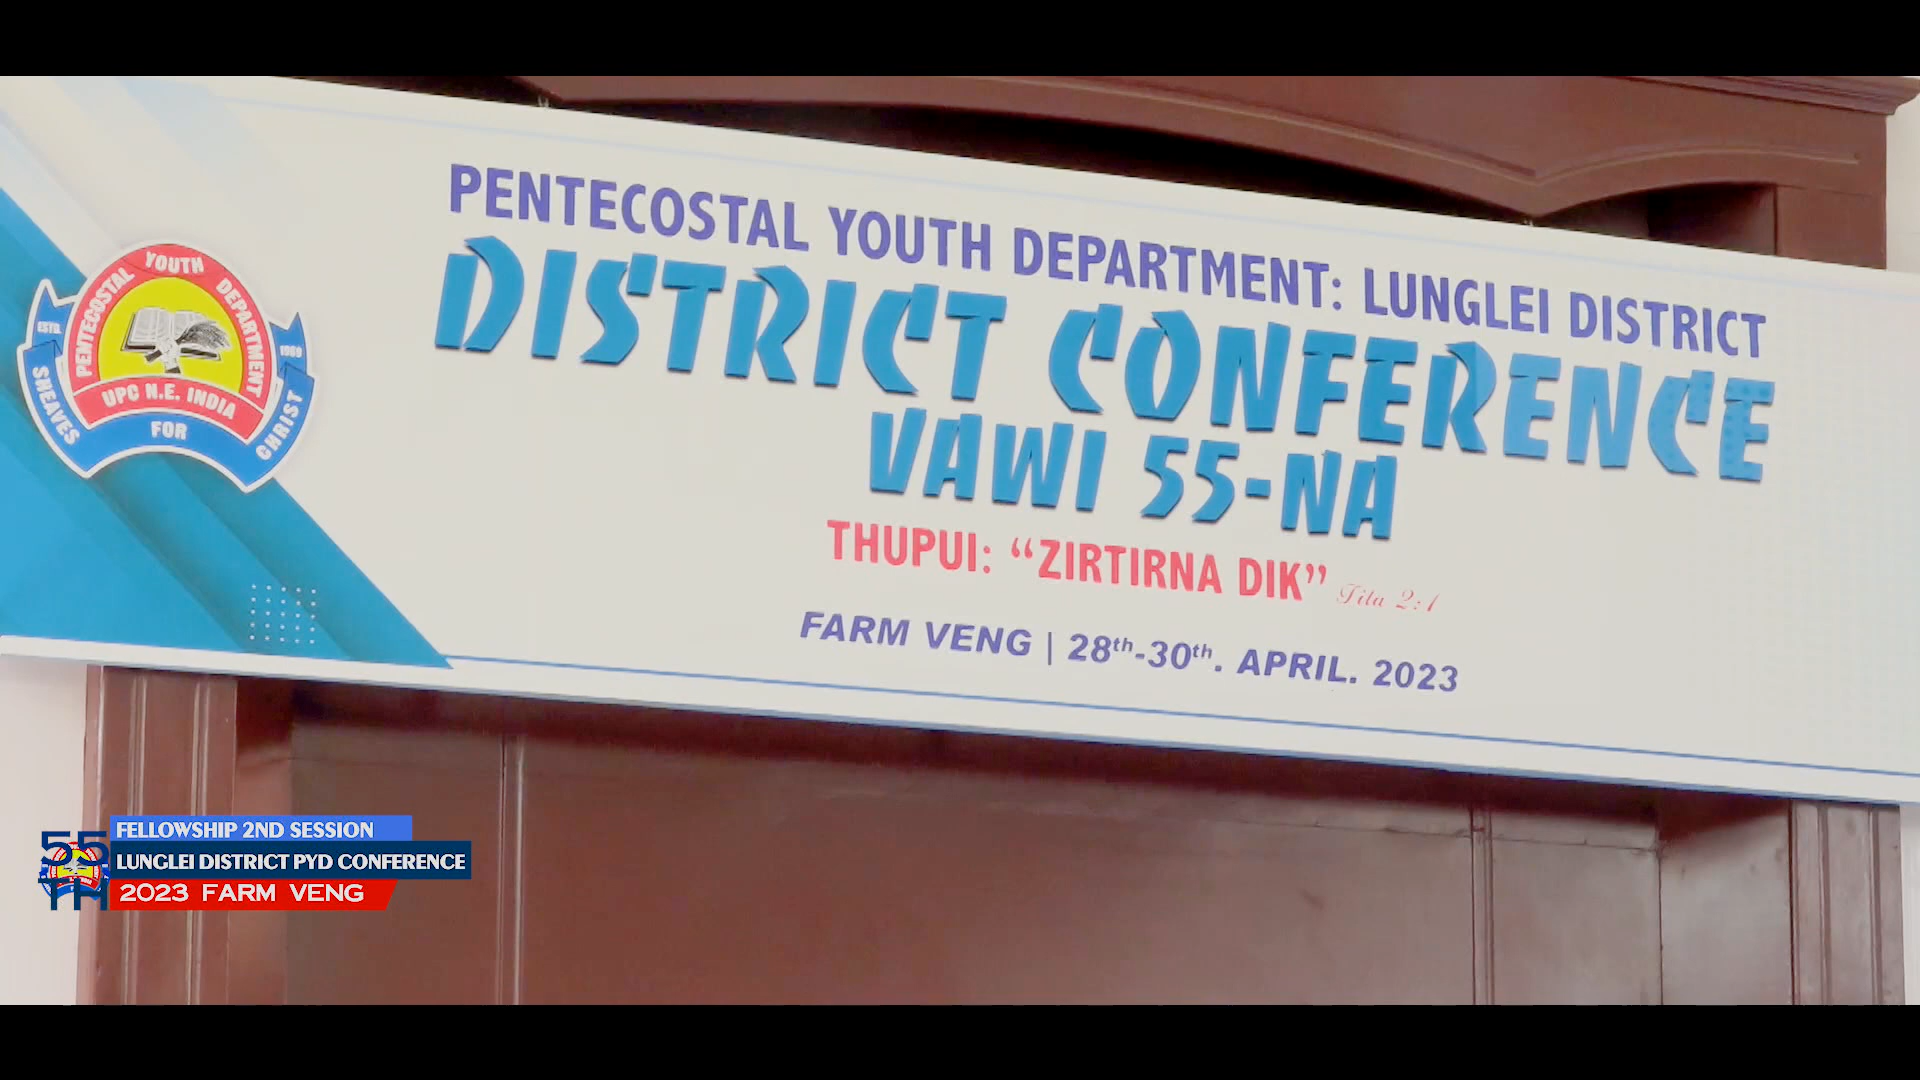 PENTECOSTAL YOUTH DEPARTMENT: LUNGLEI DISTRICT
DISTRICT CONFERENCE
VAWI 55-NA
THUPUI: “ZIRTIRNA DIK” Tita 2:1
FARM VENG | 28th-30th. APRIL. 2023
PENTECOSTAL YOUTH DEPARTMENT
ESTD. 1969
UPC N.E. INDIA
SHEAVES FOR CHRIST
55TH
FELLOWSHIP 2ND SESSION
LUNGLEI DISTRICT PYD CONFERENCE
2023 FARM VENG